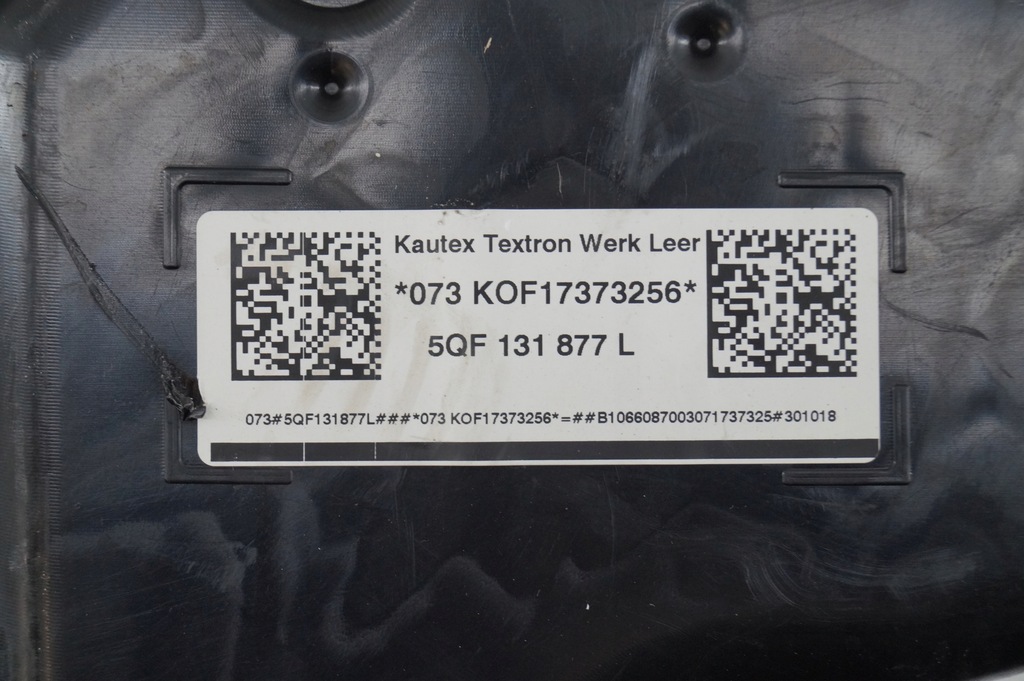 Kautex Textron Werk Leer
*073 KOF17373256*
5QF 131 877 L
073#5QF131877L###*073 KOF17373256*=##B1066087003071737325#301018